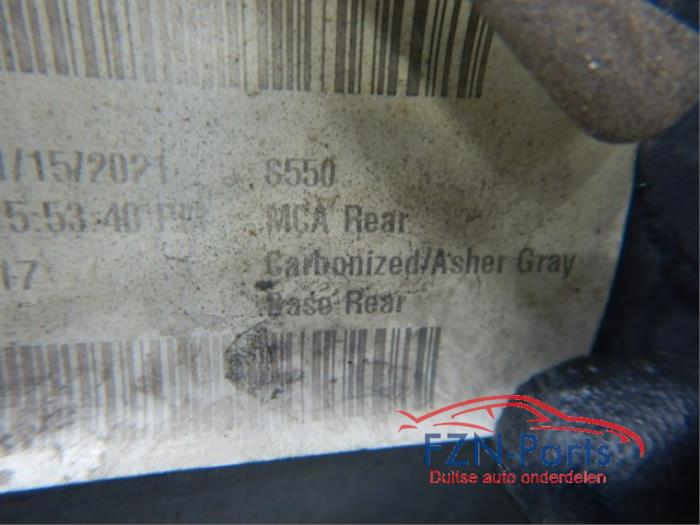 /15/2021 S550
5:53:40 PM MCA Rear
17 Carbonized/Asher Gray
Base Rear
FZN-Parts
Duitse auto onderdelen